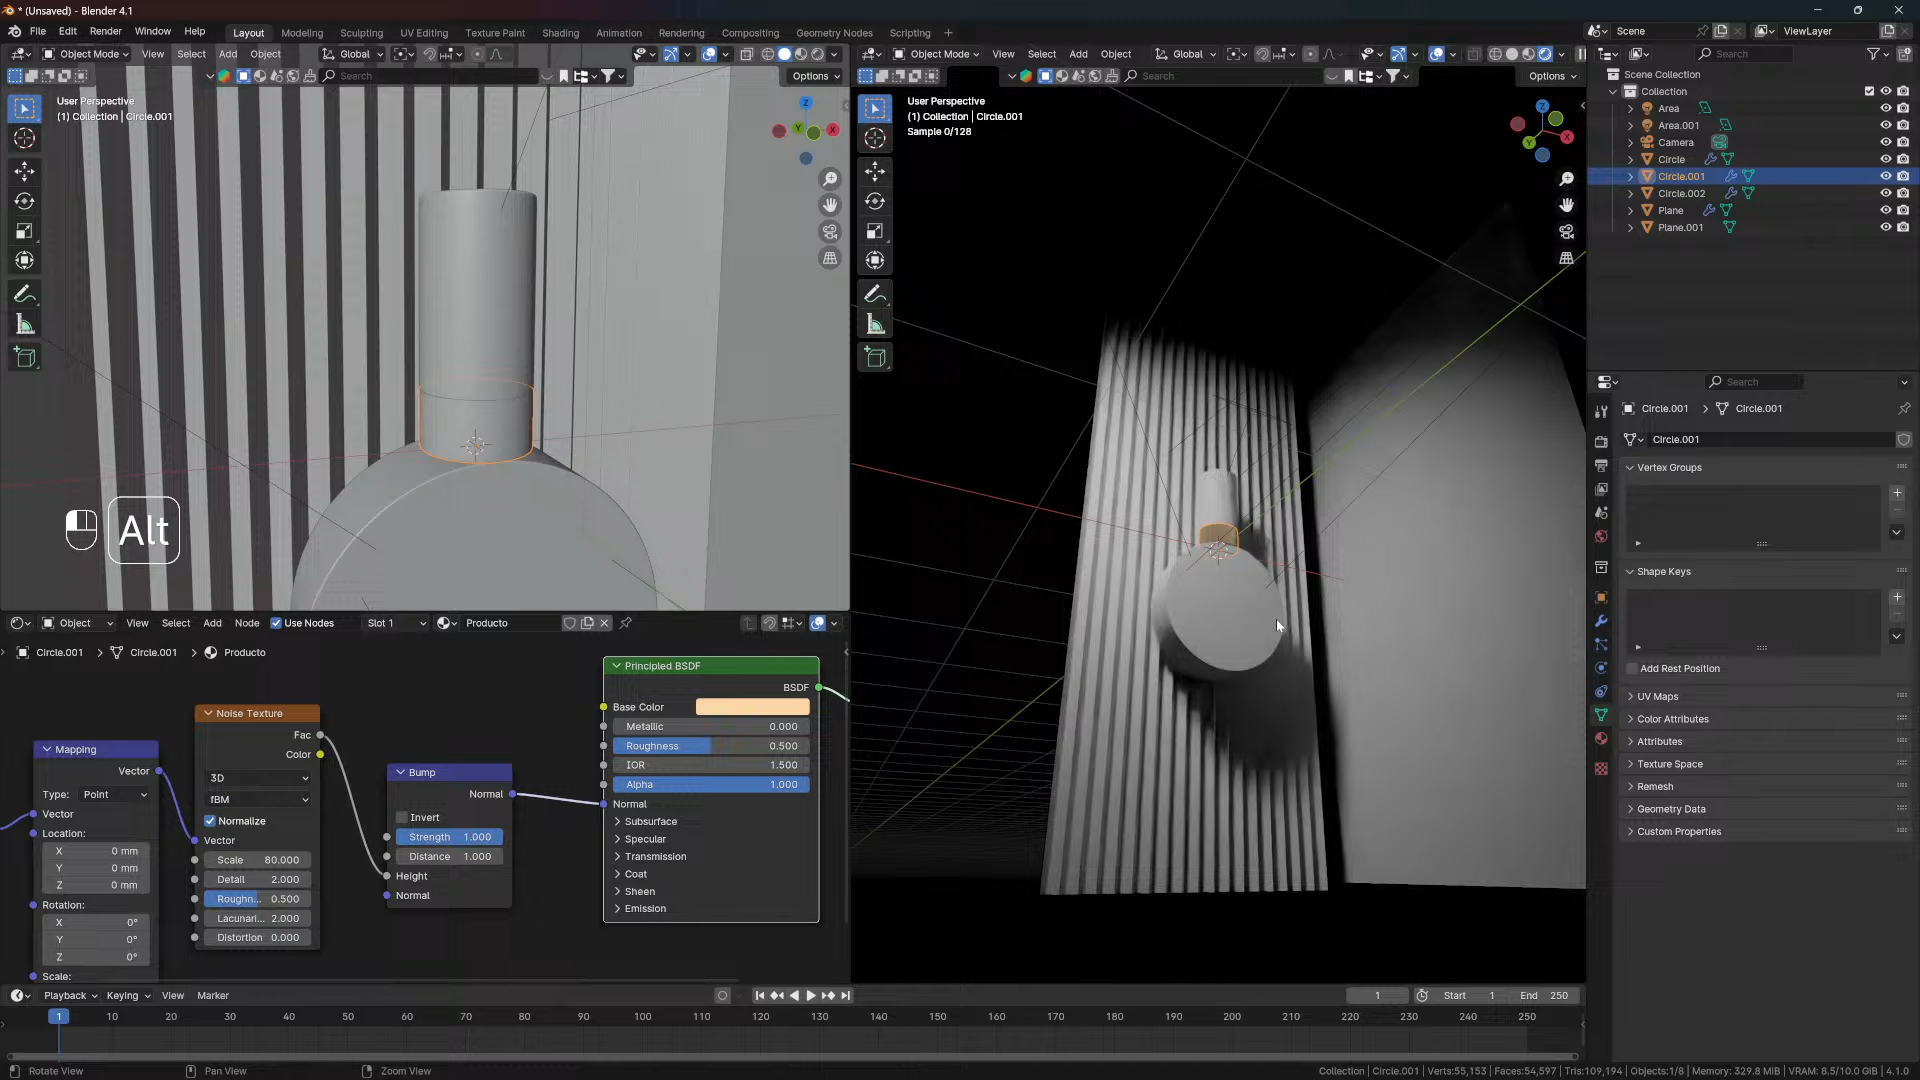 * (Unsaved) - Blender 4.1
File Edit Render Window Help
Layout Modeling Sculpting UV Editing Texture Paint Shading Animation Rendering Compositing Geometry Nodes Scripting +
Scene ViewLayer
Object Mode View Select Add Object Global
Object Mode View Select Add Object Global
Search
Search Options
Search Options
User Perspective
(1) Collection | Circle.001
User Perspective
(1) Collection | Circle.001
Sample 0/128
Z
Y X
Z
Y X
Scene Collection
Collection
Area
Area.001
Camera
Circle
Circle.001
Circle.002
Plane
Plane.001
Alt
Search
Circle.001 > Circle.001
Circle.001
Vertex Groups
Shape Keys
Add Rest Position
UV Maps
Color Attributes
Attributes
Texture Space
Remesh
Geometry Data
Custom Properties
Object View Select Add Node Use Nodes Slot 1 Producto
Circle.001 > Circle.001 > Producto
Mapping
Vector
Type: Point
Vector
Location:
X 0 mm
Y 0 mm
Z 0 mm
Rotation:
X 0°
Y 0°
Z 0°
Scale:
Noise Texture
Fac
Color
3D
fBM
Normalize
Vector
Scale 80.000
Detail 2.000
Roughn... 0.500
Lacunari... 2.000
Distortion 0.000
Bump
Normal
Invert
Strength 1.000
Distance 1.000
Height
Normal
Principled BSDF
BSDF
Base Color
Metallic 0.000
Roughness 0.500
IOR 1.500
Alpha 1.000
Normal
Subsurface
Specular
Transmission
Coat
Sheen
Emission
Playback Keying View Marker
1 Start 1 End 250
1 10 20 30 40 50 60 70 80 90 100 110 120 130 140 150 160 170 180 190 200 210 220 230 240 250
Rotate View Pan View Zoom View
Collection | Circle.001 | Verts:55,153 | Faces:54,597 | Tris:109,194 | Objects:1/8 | Memory: 329.8 MiB | VRAM: 8.5/10.0 GiB | 4.1.0